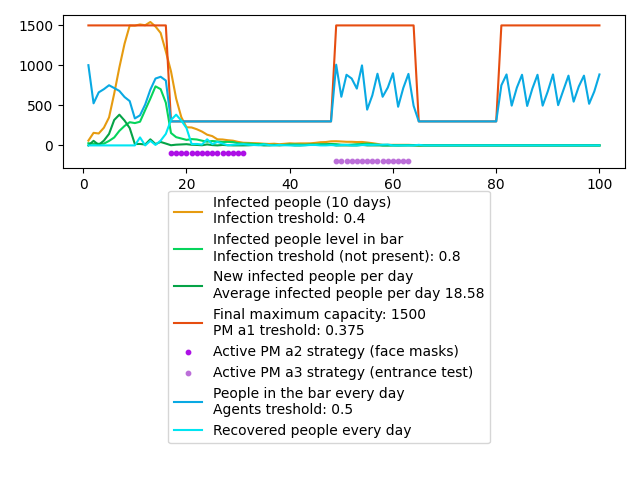 1500
1000
500
0
0 20 40 60 80 100
Infected people (10 days)
Infection treshold: 0.4
Infected people level in bar
Infection treshold (not present): 0.8
New infected people per day
Average infected people per day 18.58
Final maximum capacity: 1500
PM a1 treshold: 0.375
Active PM a2 strategy (face masks)
Active PM a3 strategy (entrance test)
People in the bar every day
Agents treshold: 0.5
Recovered people every day